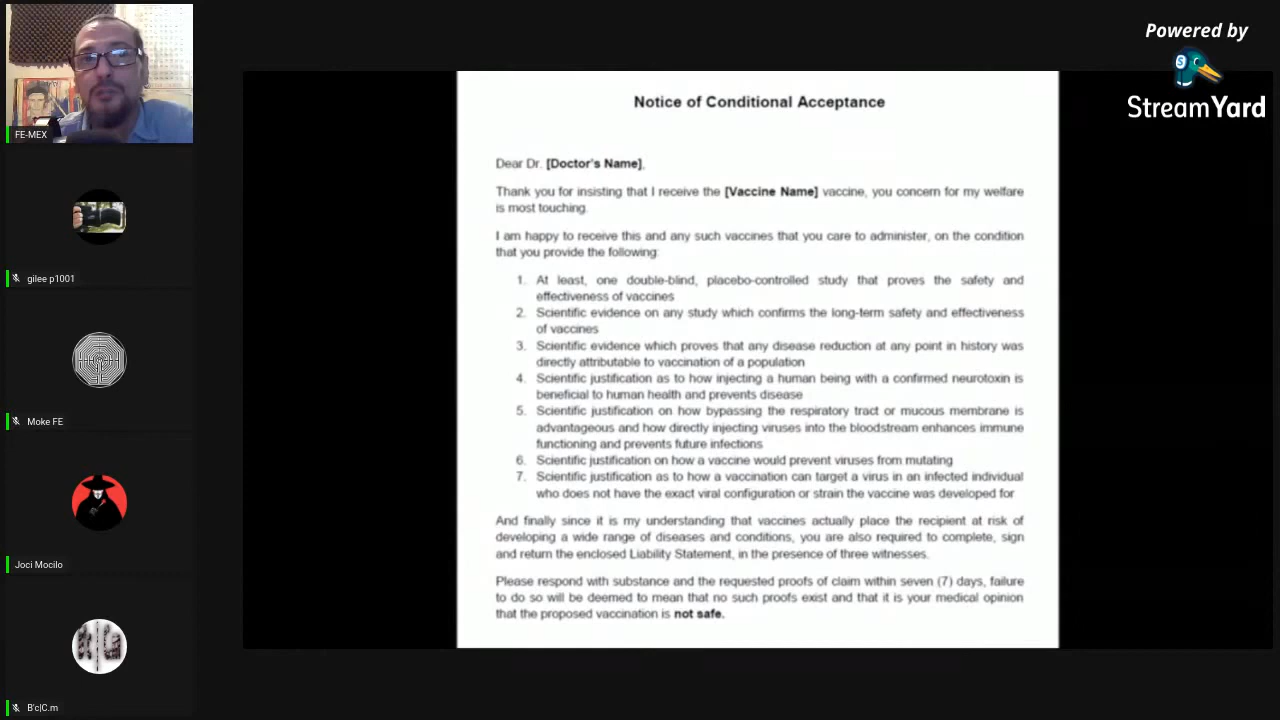 Powered by
StreamYard
FE-MEX
gilee p1001
Moke FE
Joci Mocilo
B'c|C.m
Notice of Conditional Acceptance
Dear Dr. [Doctor's Name],
Thank you for insisting that I receive the [Vaccine Name] vaccine, you concern for my welfare
is most touching.
I am happy to receive this and any such vaccines that you care to administer, on the condition
that you provide the following:
1. At least, one double-blind, placebo-controlled study that proves the safety and
effectiveness of vaccines
2. Scientific evidence on any study which confirms the long-term safety and effectiveness
of vaccines
3. Scientific evidence which proves that any disease reduction at any point in history was
directly attributable to vaccination of a population
4. Scientific justification as to how injecting a human being with a confirmed neurotoxin is
beneficial to human health and prevents disease
5. Scientific justification on how bypassing the respiratory tract or mucous membrane is
advantageous and how directly injecting viruses into the bloodstream enhances immune
functioning and prevents future infections
6. Scientific justification on how a vaccine would prevent viruses from mutating
7. Scientific justification as to how a vaccination can target a virus in an infected individual
who does not have the exact viral configuration or strain the vaccine was developed for
And finally since it is my understanding that vaccines actually place the recipient at risk of
developing a wide range of diseases and conditions, you are also required to complete, sign
and return the enclosed Liability Statement, in the presence of three witnesses.
Please respond with substance and the requested proofs of claim within seven (7) days, failure
to do so will be deemed to mean that no such proofs exist and that it is your medical opinion
that the proposed vaccination is not safe.